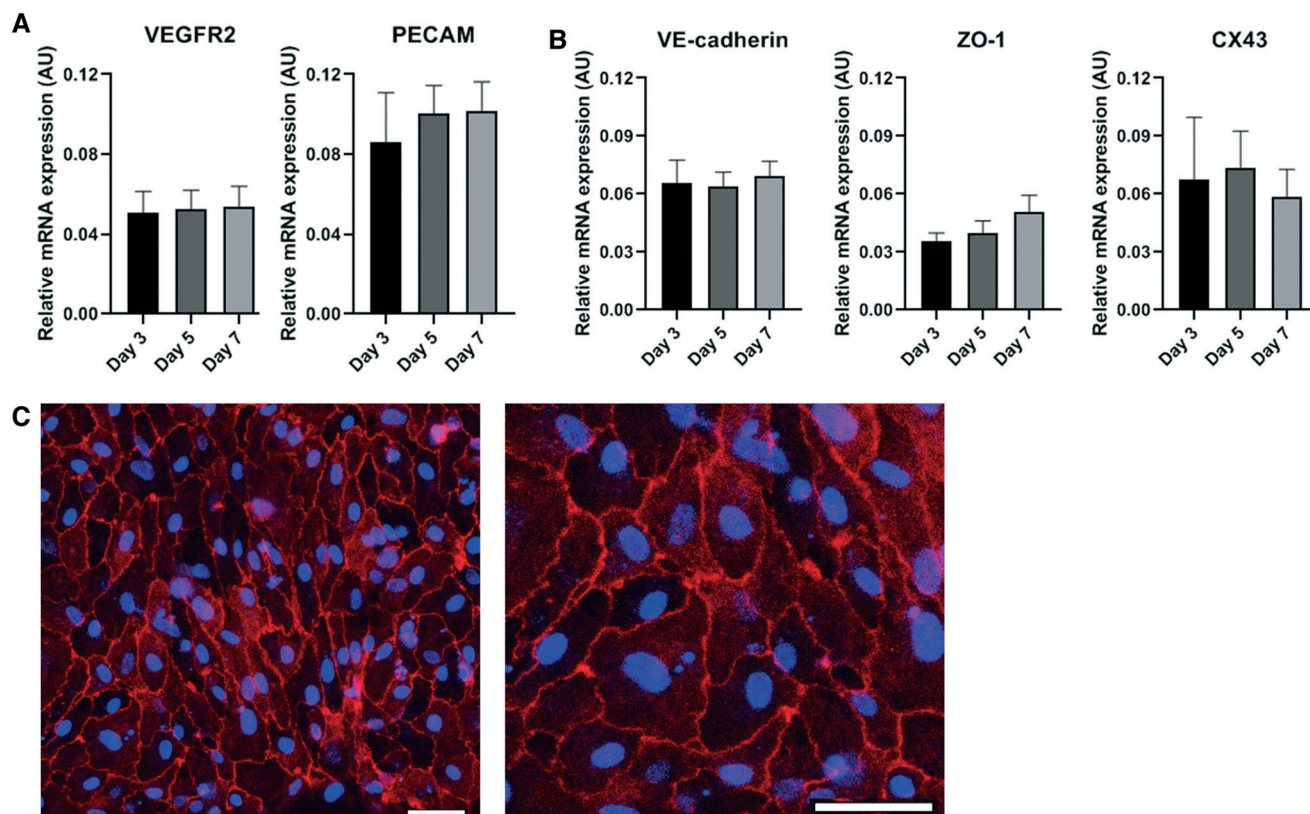 A
B
VEGFR2
PECAM
VE-cadherin
ZO-1
CX43
Relative mRNA expression (AU)
0.12
0.08
0.04
0.00
Day 3
Day 5
Day 7
Relative mRNA expression (AU)
0.12
0.08
0.04
0.00
Day 3
Day 5
Day 7
Relative mRNA expression (AU)
0.12
0.09
0.06
0.03
0.00
Day 3
Day 5
Day 7
Relative mRNA expression (AU)
0.12
0.09
0.06
0.03
0.00
Day 3
Day 5
Day 7
Relative mRNA expression (AU)
0.12
0.09
0.06
0.03
0.00
Day 3
Day 5
Day 7
C